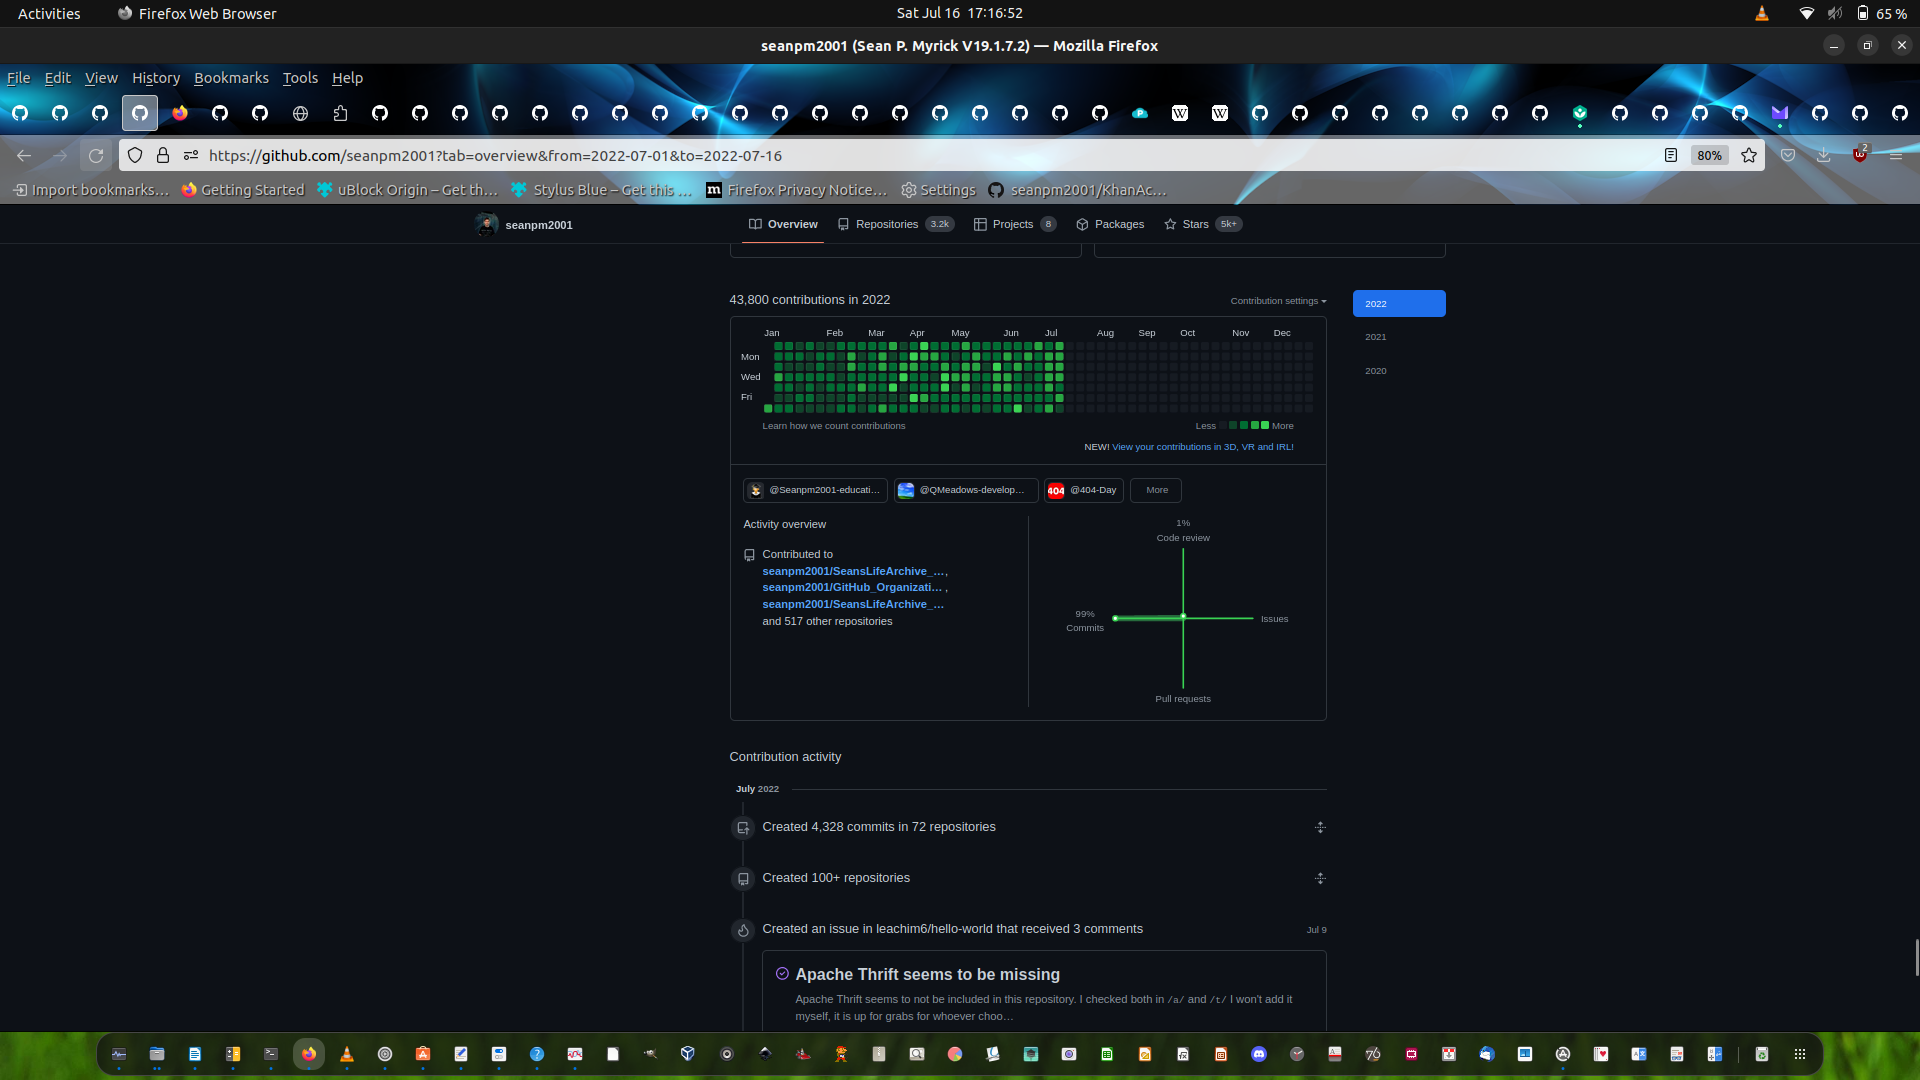 Activities
Firefox Web Browser
Sat Jul 16 17:16:52
65 %
seanpm2001 (Sean P. Myrick V19.1.7.2) — Mozilla Firefox
File Edit View History Bookmarks Tools Help
https://github.com/seanpm2001?tab=overview&from=2022-07-01&to=2022-07-16
80%
2
Import bookmarks… Getting Started uBlock Origin – Get th… Stylus Blue – Get this … Firefox Privacy Notice… Settings seanpm2001/KhanAc…
seanpm2001
Overview Repositories 3.2k Projects 8 Packages Stars 5k+
43,800 contributions in 2022
Contribution settings
2022
2021
2020
Jan Feb Mar Apr May Jun Jul Aug Sep Oct Nov Dec
Mon
Wed
Fri
Learn how we count contributions
Less More
NEW! View your contributions in 3D, VR and IRL!
@Seanpm2001-educati… @QMeadows-develop… 404 @404-Day More
Activity overview
Contributed to
seanpm2001/SeansLifeArchive_…,
seanpm2001/GitHub_Organizati… ,
seanpm2001/SeansLifeArchive_…
and 517 other repositories
1%
Code review
99%
Commits
Issues
Pull requests
Contribution activity
July 2022
Created 4,328 commits in 72 repositories
Created 100+ repositories
Created an issue in leachim6/hello-world that received 3 comments
Jul 9
Apache Thrift seems to be missing
Apache Thrift seems to not be included in this repository. I checked both in /a/ and /t/ I won't add it
myself, it is up for grabs for whoever choo…